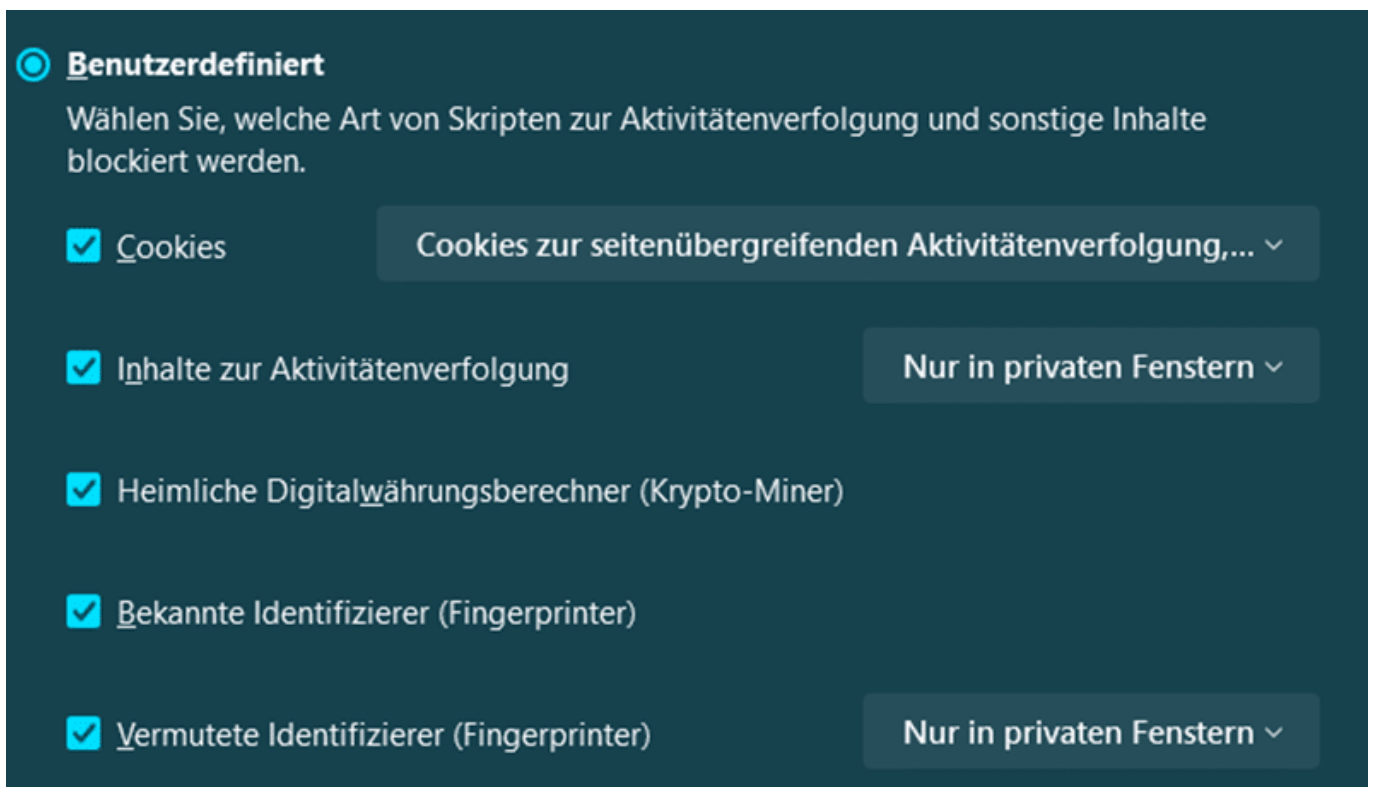 Benutzerdefiniert
Wählen Sie, welche Art von Skripten zur Aktivitätenverfolgung und sonstige Inhalte
blockiert werden.
Cookies Cookies zur seitenübergreifenden Aktivitätenverfolgung,...
Inhalte zur Aktivitätenverfolgung Nur in privaten Fenstern
Heimliche Digitalwährungsberechner (Krypto-Miner)
Bekannte Identifizierer (Fingerprinter)
Vermutete Identifizierer (Fingerprinter) Nur in privaten Fenstern